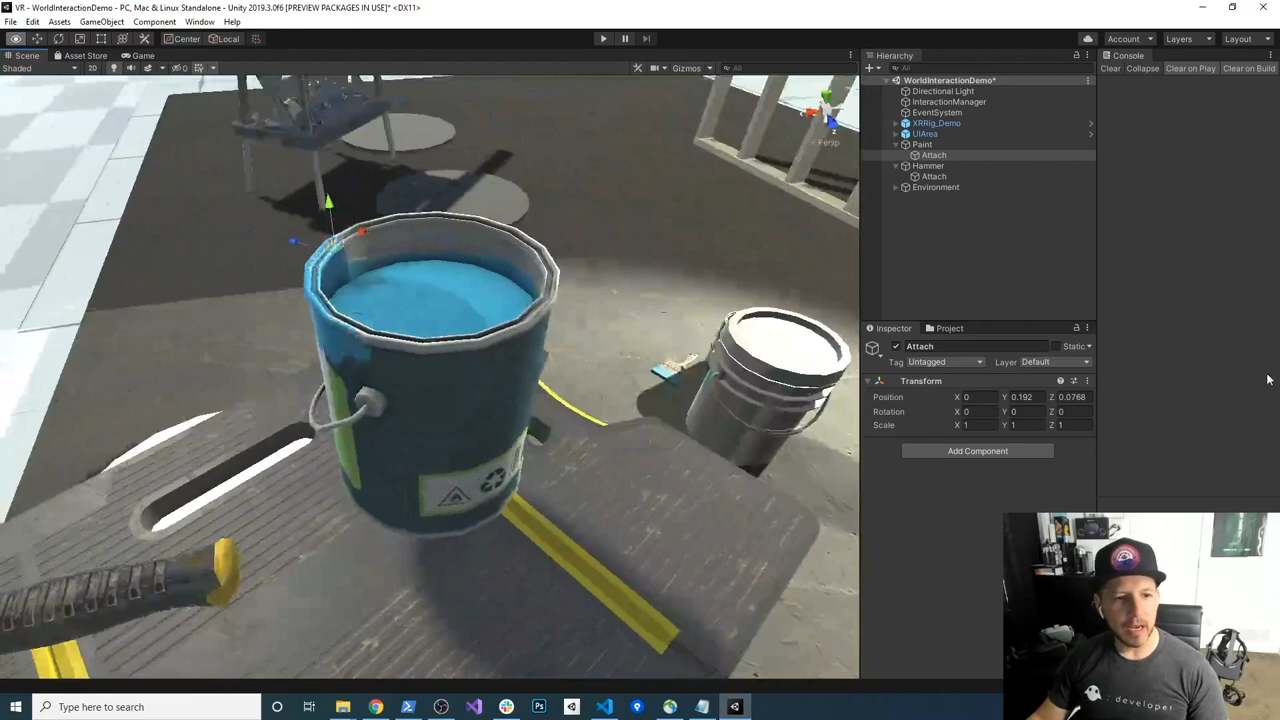 VR - WorldInteractionDemo - PC, Mac & Linux Standalone - Unity 2019.3.0f6 [PREVIEW PACKAGES IN USE]* <DX11>
File Edit Assets GameObject Component Window Help
Center Local Account Layers Layout
Scene Asset Store Game Hierarchy Console
Shaded 2D 0 Gizmos All All Clear Collapse Clear on Play Clear on Build
WorldInteractionDemo*
Directional Light
InteractionManager
EventSystem
XRRig_Demo
UIArea
Paint
Attach
Hammer
Attach
Environment
z
Persp
Inspector Project
Attach Static
Tag Untagged Layer Default
Transform
Position X 0 Y 0.192 Z 0.0768
Rotation X 0 Y 0 Z 0
Scale X 1 Y 1 Z 1
Add Component
: developer
Type here to search
Ps